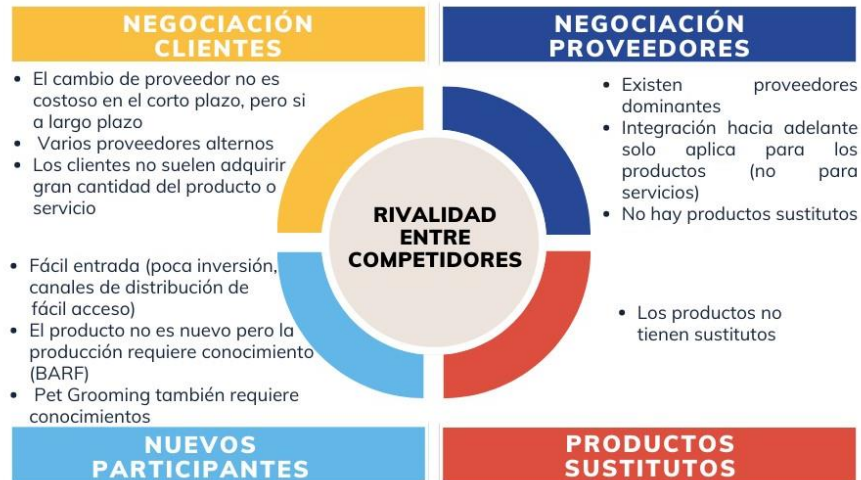 NEGOCIACIÓN
CLIENTES
• El cambio de proveedor no es
costoso en el corto plazo, pero si
a largo plazo
• Varios proveedores alternos
• Los clientes no suelen adquirir
gran cantidad del producto o
servicio
NEGOCIACIÓN
PROVEEDORES
• Existen proveedores
dominantes
• Integración hacia adelante
solo aplica para los
productos (no para
servicios)
• No hay productos sustitutos
RIVALIDAD
ENTRE
COMPETIDORES
• Fácil entrada (poca inversión,
canales de distribución de
fácil acceso)
• El producto no es nuevo pero la
producción requiere conocimiento
(BARF)
• Pet Grooming también requiere
conocimientos
NUEVOS
PARTICIPANTES
• Los productos no
tienen sustitutos
PRODUCTOS
SUSTITUTOS